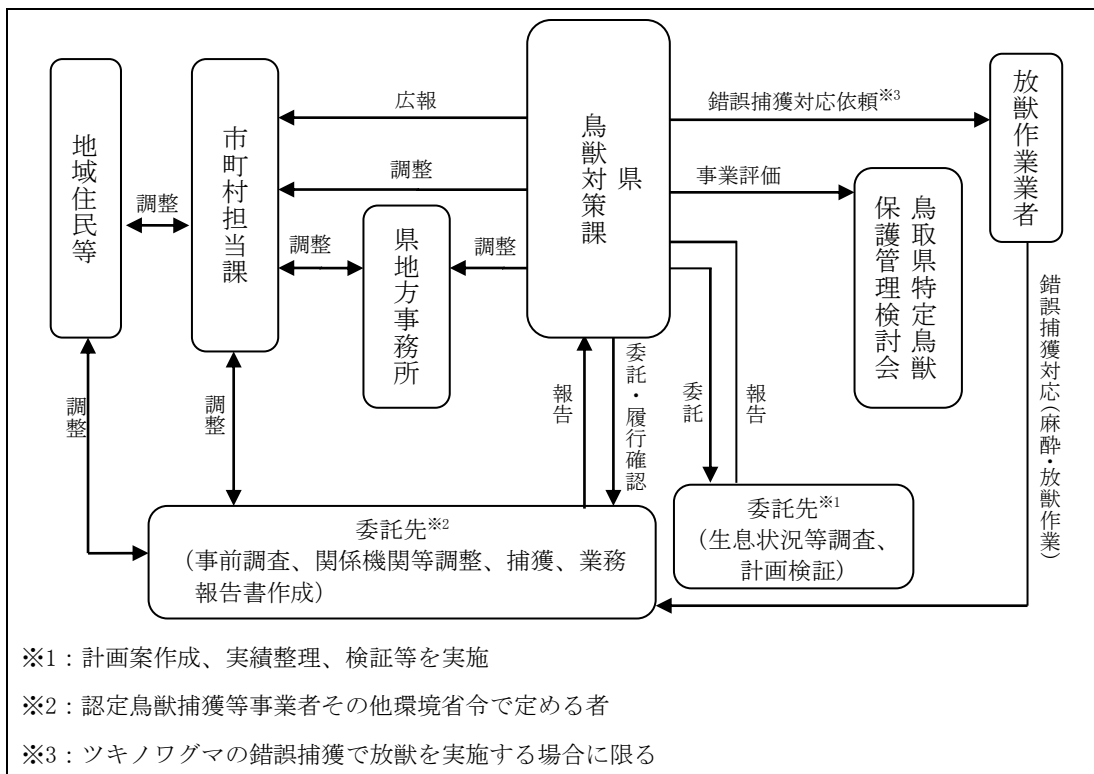 地域住民等
調整
市町村担当課
広報
調整
調整
県地方事務所
調整
県
鳥獣対策課
錯誤捕獲対応依頼※3
事業評価
放獣作業業者
鳥取県特定鳥獣
保護管理検討会
調整
調整
報告
委託・履行確認
委託
報告
錯誤捕獲対応（麻酔・放獣作業）
委託先※2
（事前調査、関係機関等調整、捕獲、業務
報告書作成）
委託先※1
（生息状況等調査、
計画検証）
※1：計画案作成、実績整理、検証等を実施
※2：認定鳥獣捕獲等事業者その他環境省令で定める者
※3：ツキノワグマの錯誤捕獲で放獣を実施する場合に限る